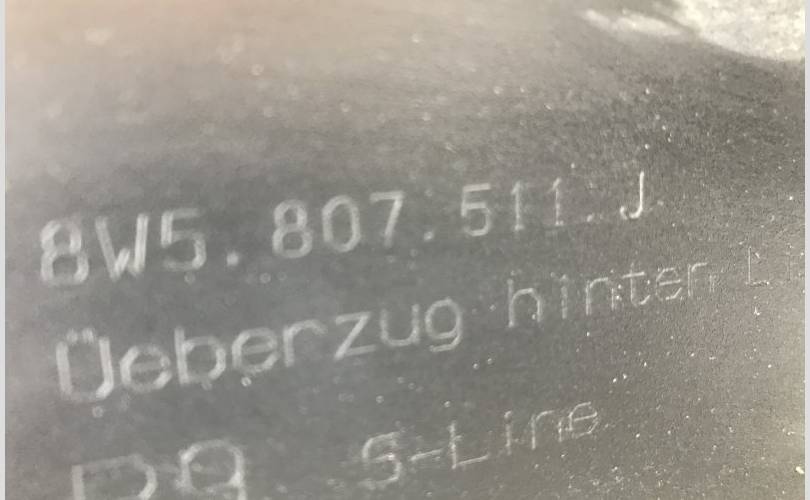 8W5.807.511.J
Üeberzug hinten
S-Line